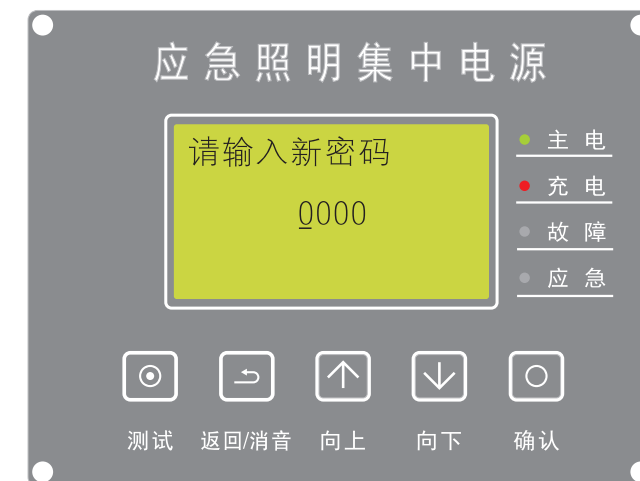 应急照明集中电源
请输入新密码
0000
主电
充电
故障
应急
测试 返回/消音 向上 向下 确认